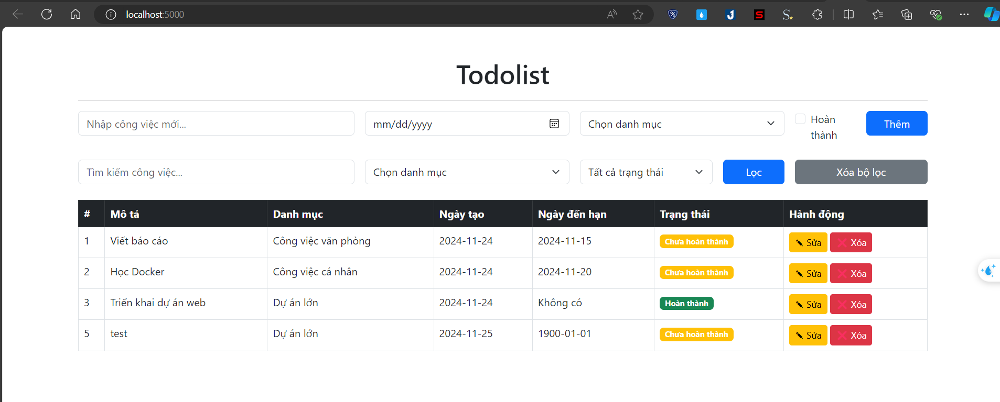 localhost:5000
Todolist
Nhập công việc mới...
mm/dd/yyyy
Chọn danh mục
Hoàn thành
Thêm
Tìm kiếm công việc...
Chọn danh mục
Tất cả trạng thái
Lọc
Xóa bộ lọc
# Mô tả Danh mục Ngày tạo Ngày đến hạn Trạng thái Hành động
1 Viết báo cáo Công việc văn phòng 2024-11-24 2024-11-15 Chưa hoàn thành Sửa Xóa
2 Học Docker Công việc cá nhân 2024-11-24 2024-11-20 Chưa hoàn thành Sửa Xóa
3 Triển khai dự án web Dự án lớn 2024-11-24 Không có Hoàn thành Sửa Xóa
5 test Dự án lớn 2024-11-25 1900-01-01 Chưa hoàn thành Sửa Xóa